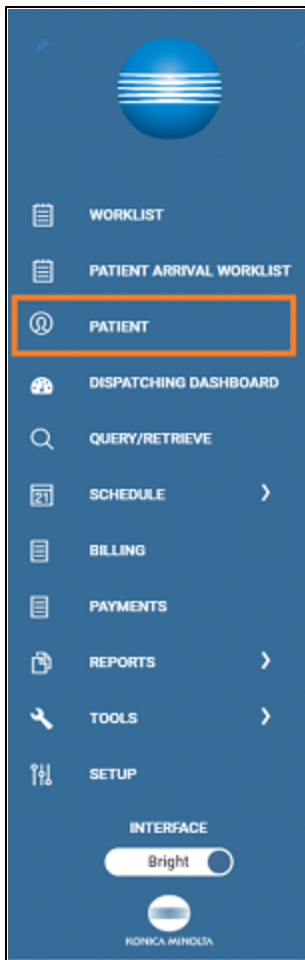 WORKLIST
PATIENT ARRIVAL WORKLIST
PATIENT
DISPATCHING DASHBOARD
QUERY/RETRIEVE
21
SCHEDULE
BILLING
PAYMENTS
REPORTS
TOOLS
SETUP
INTERFACE
Bright
KONICA MINOLTA